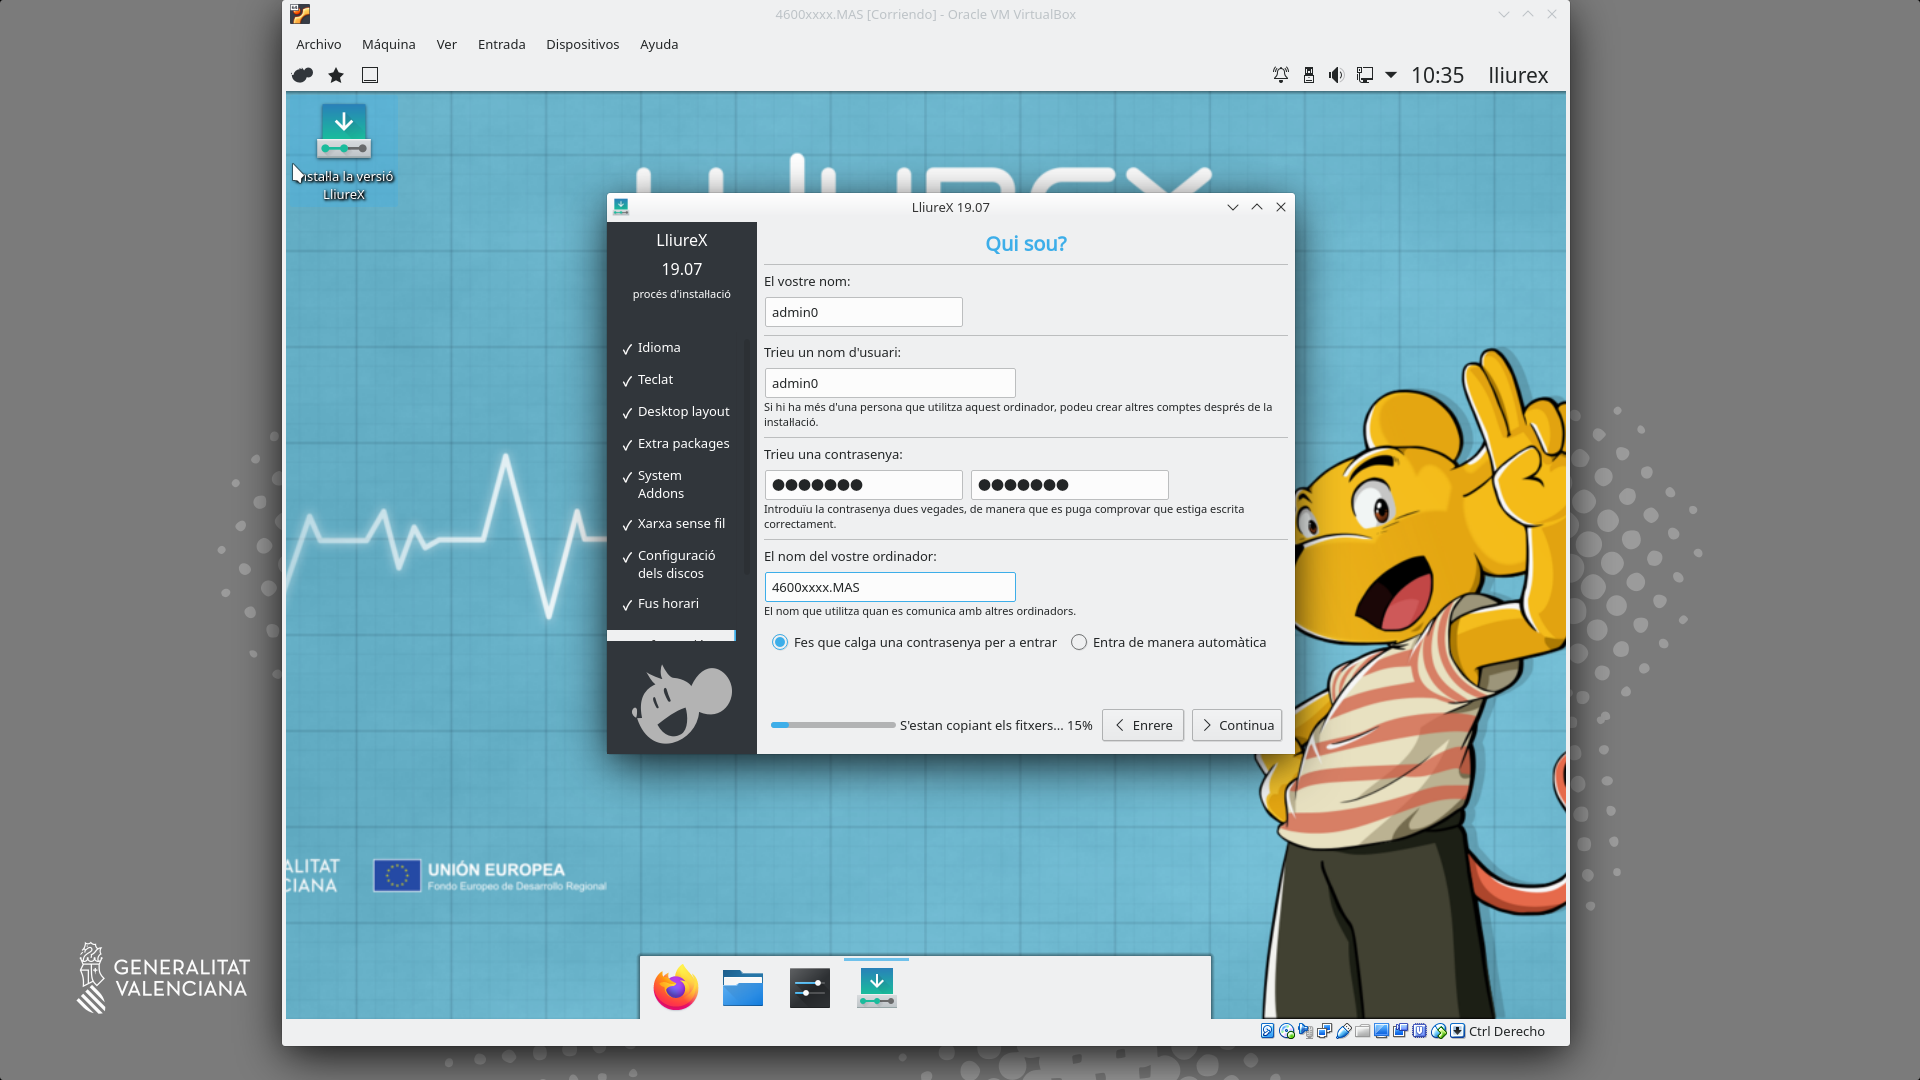 4600xxxx.MAS [Corriendo] - Oracle VM VirtualBox
Archivo Máquina Ver Entrada Dispositivos Ayuda
10:35 lliurex
Instal·la la versió
LliureX
LliureX 19.07
LliureX
19.07
procés d'instal·lació
Idioma
Teclat
Desktop layout
Extra packages
System
Addons
Xarxa sense fil
Configuració
dels discos
Fus horari
Qui sou?
El vostre nom:
admin0
Trieu un nom d'usuari:
admin0
Si hi ha més d'una persona que utilitza aquest ordinador, podeu crear altres comptes després de la
instal·lació.
Trieu una contrasenya:
●●●●●●● ●●●●●●●
Introduïu la contrasenya dues vegades, de manera que es puga comprovar que estiga escrita
correctament.
El nom del vostre ordinador:
4600xxxx.MAS
El nom que utilitza quan es comunica amb altres ordinadors.
Fes que calga una contrasenya per a entrar Entra de manera automàtica
S'estan copiant els fitxers... 15% Enrere Continua
ALITAT
CIANA
UNIÓN EUROPEA
Fondo Europeo de Desarrollo Regional
GENERALITAT
VALENCIANA
Ctrl Derecho